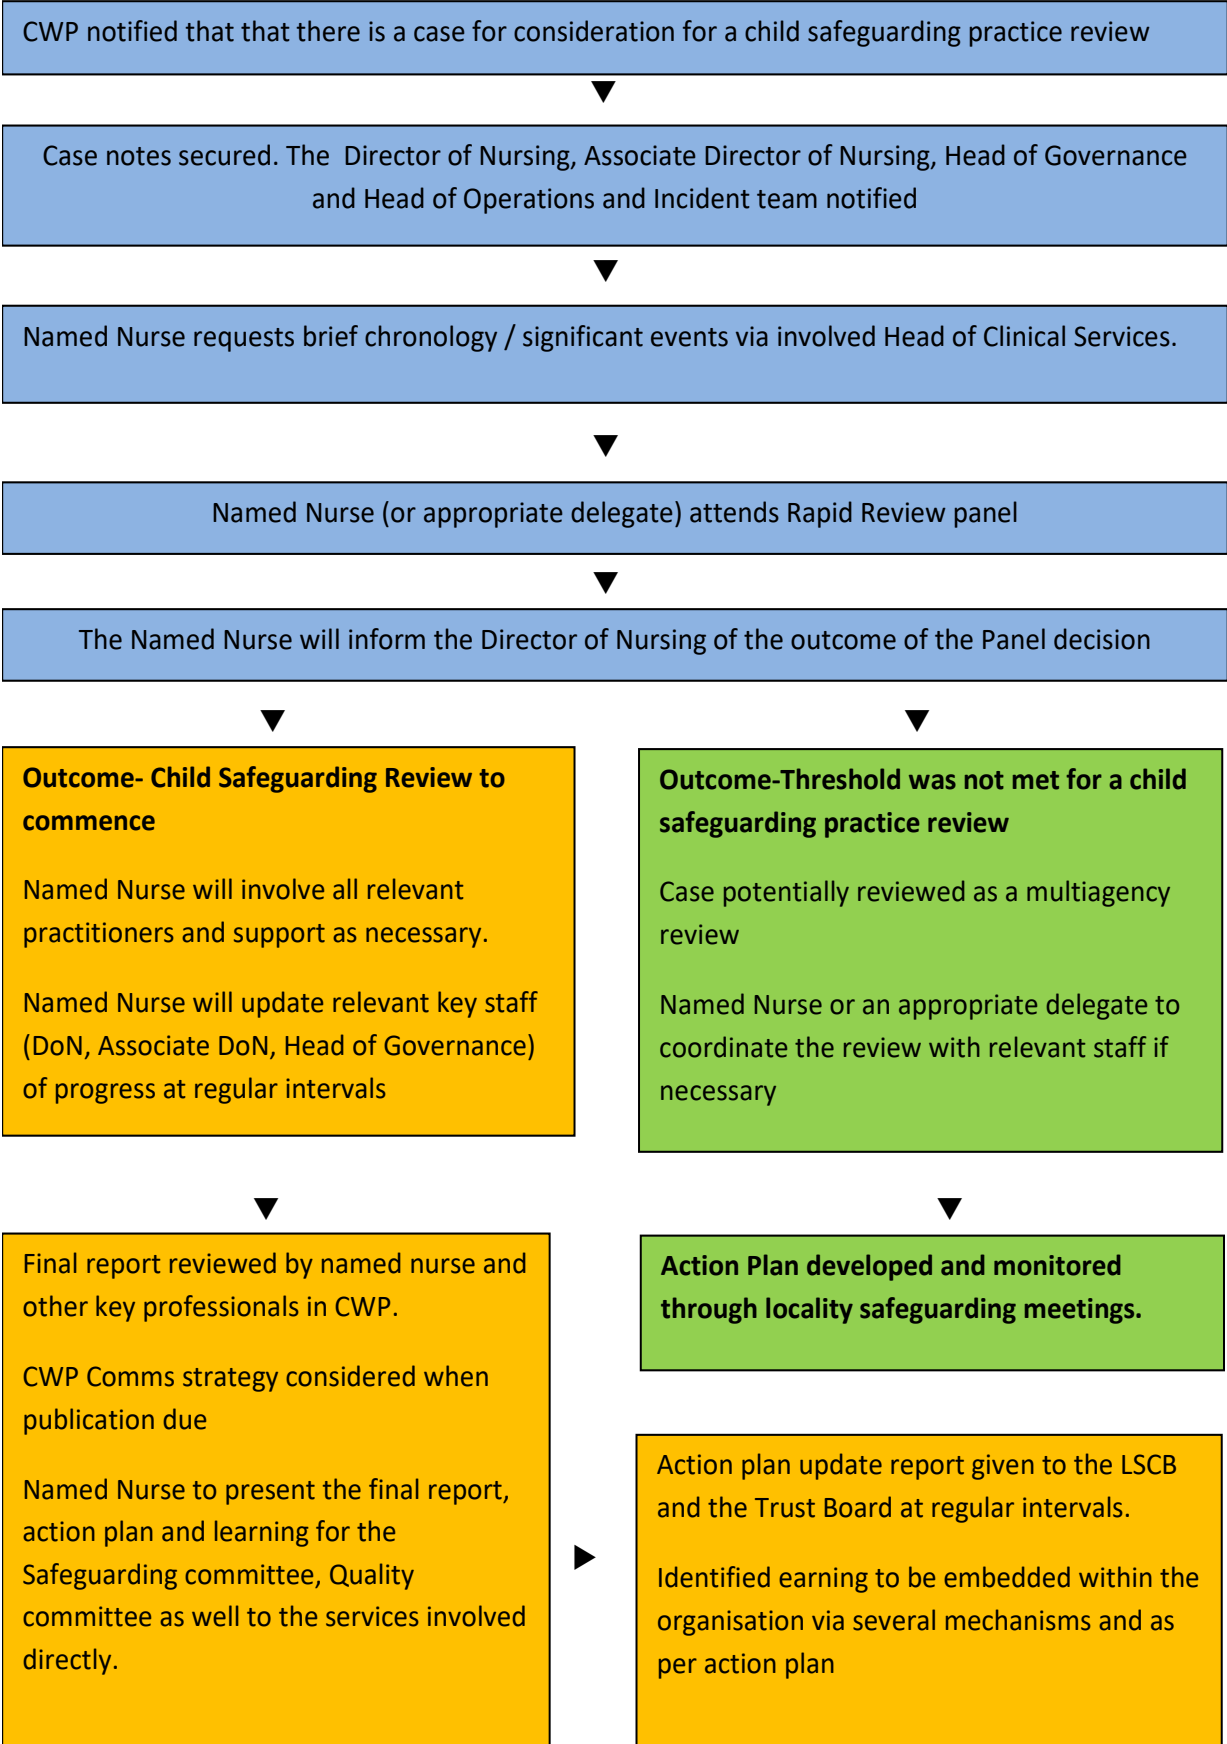 CWP notified that that there is a case for consideration for a child safeguarding practice review
Case notes secured. The  Director of Nursing, Associate Director of Nursing, Head of Governance
and Head of Operations and Incident team notified
Named Nurse requests brief chronology / significant events via involved Head of Clinical Services.
Named Nurse (or appropriate delegate) attends Rapid Review panel
The Named Nurse will inform the Director of Nursing of the outcome of the Panel decision
Outcome- Child Safeguarding Review to
commence
Named Nurse will involve all relevant
practitioners and support as necessary.
Named Nurse will update relevant key staff
(DoN, Associate DoN, Head of Governance)
of progress at regular intervals
Outcome-Threshold was not met for a child
safeguarding practice review
Case potentially reviewed as a multiagency
review
Named Nurse or an appropriate delegate to
coordinate the review with relevant staff if
necessary
Final report reviewed by named nurse and
other key professionals in CWP.
CWP Comms strategy considered when
publication due
Named Nurse to present the final report,
action plan and learning for the
Safeguarding committee, Quality
committee as well to the services involved
directly.
Action Plan developed and monitored
through locality safeguarding meetings.
Action plan update report given to the LSCB
and the Trust Board at regular intervals.
Identified earning to be embedded within the
organisation via several mechanisms and as
per action plan